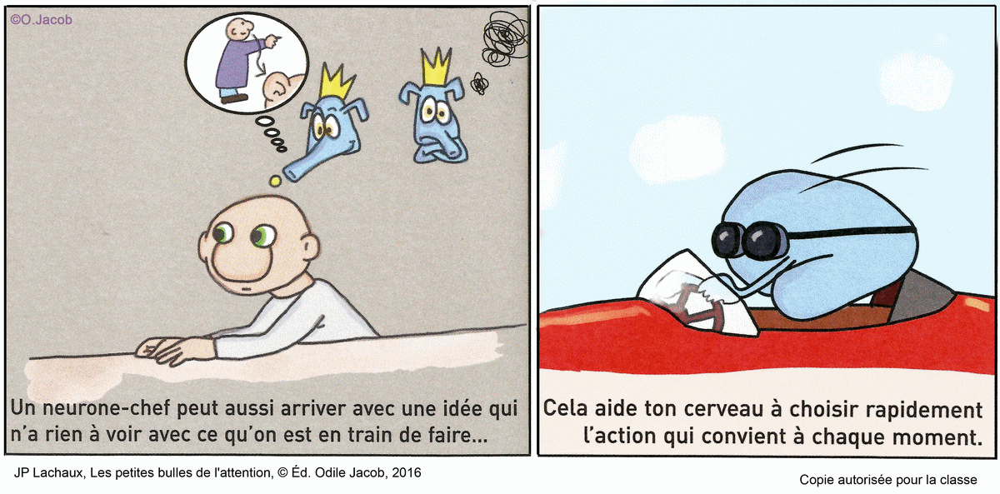 ©O.Jacob
Un neurone-chef peut aussi arriver avec une idée qui
n'a rien à voir avec ce qu'on est en train de faire...
Cela aide ton cerveau à choisir rapidement
l'action qui convient à chaque moment.
JP Lachaux, Les petites bulles de l'attention, © Éd. Odile Jacob, 2016
Copie autorisée pour la classe